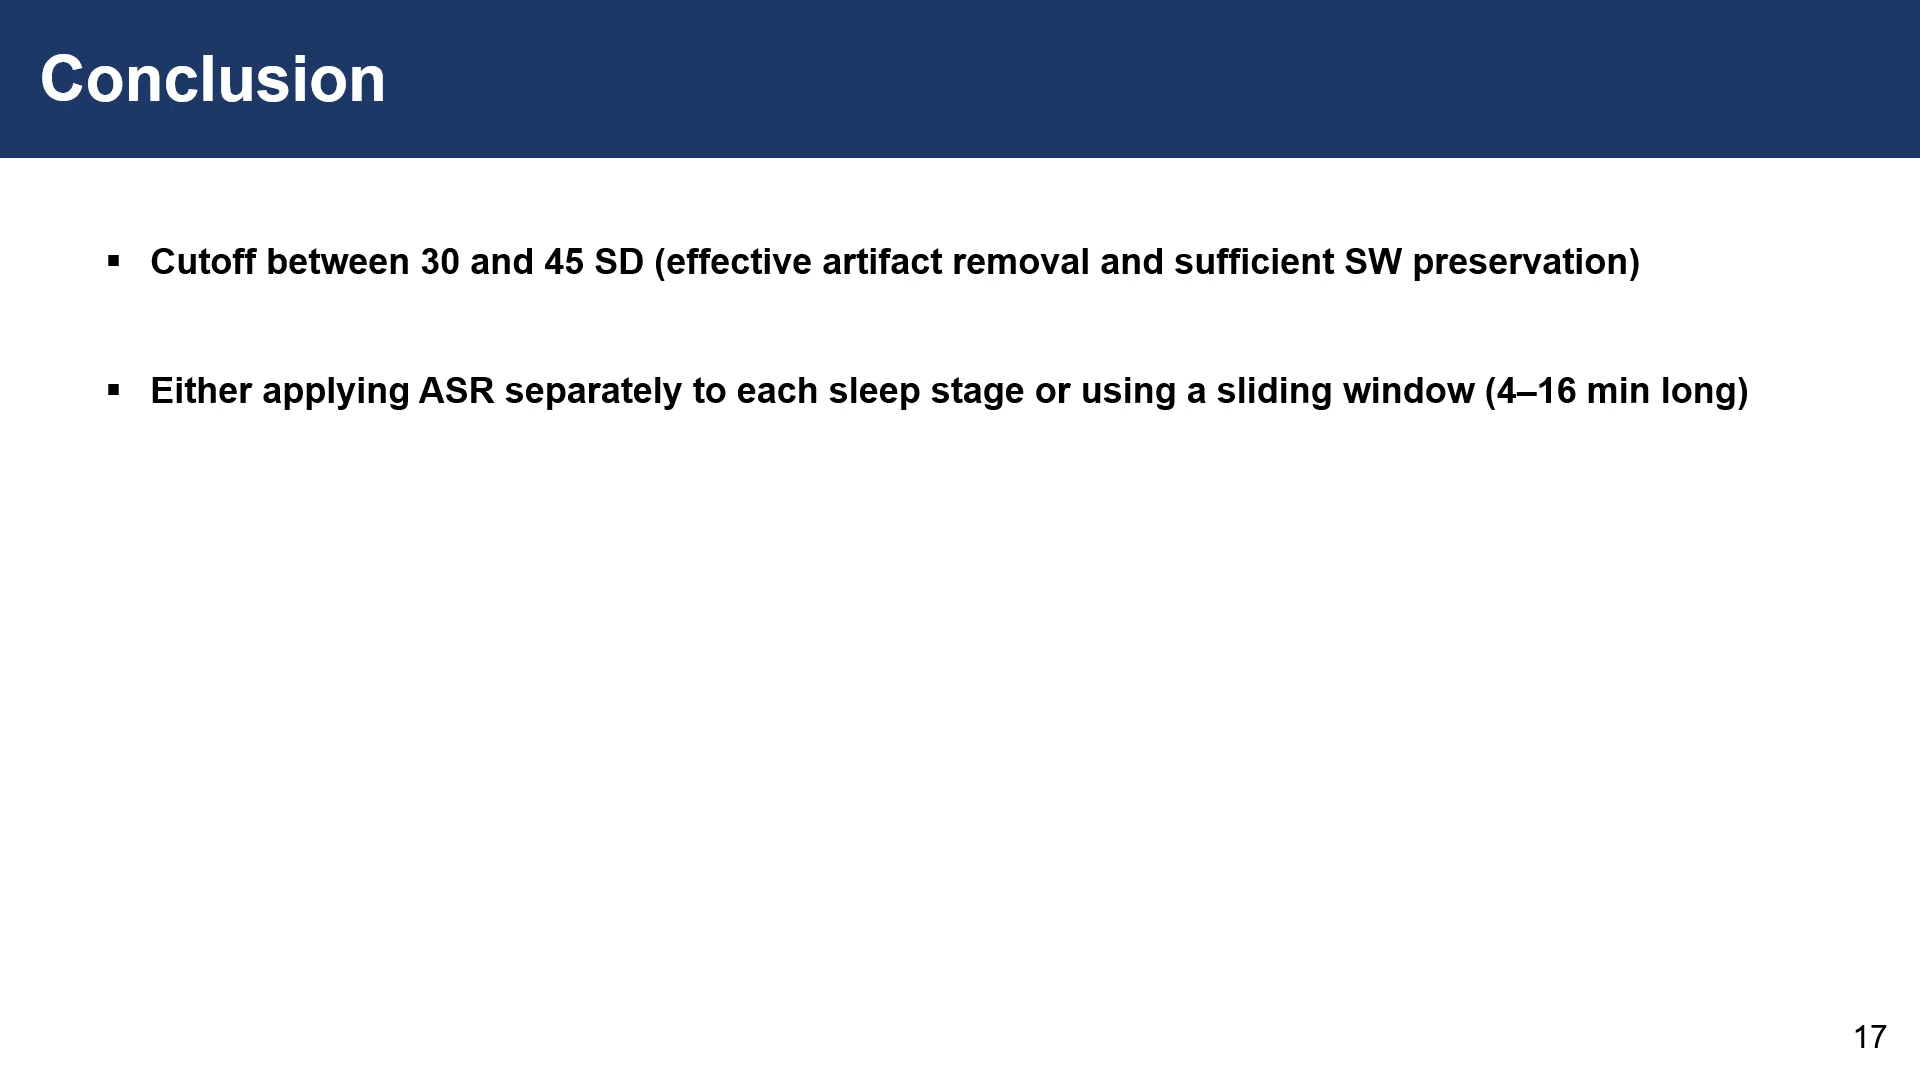 Conclusion
▪ Cutoff between 30 and 45 SD (effective artifact removal and sufficient SW preservation)
▪ Either applying ASR separately to each sleep stage or using a sliding window (4–16 min long)
17